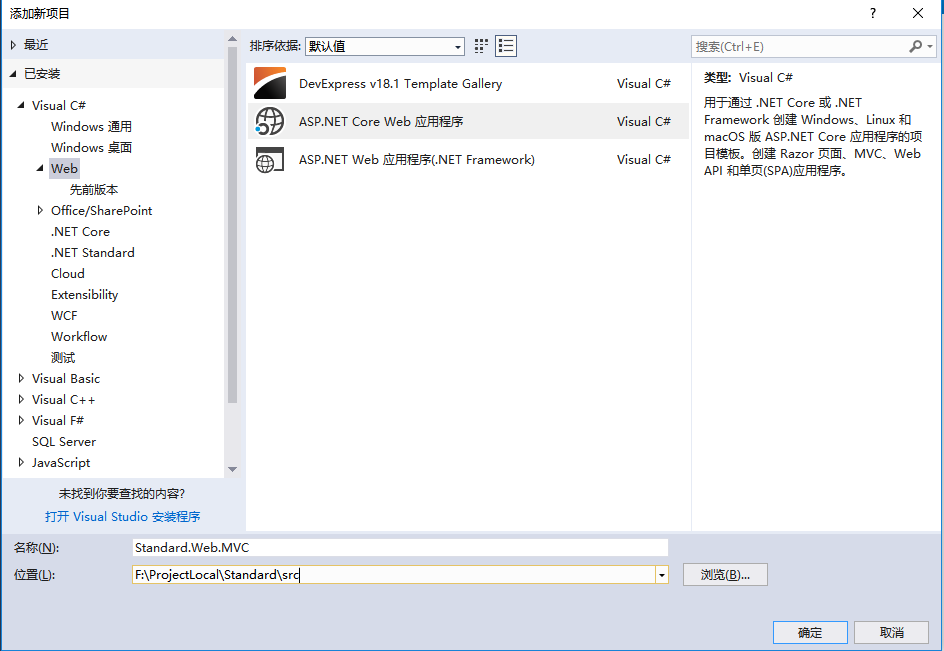 添加新项目
?
最近
已安装
Visual C#
Windows 通用
Windows 桌面
Web
先前版本
Office/SharePoint
.NET Core
.NET Standard
Cloud
Extensibility
WCF
Workflow
测试
Visual Basic
Visual C++
Visual F#
SQL Server
JavaScript
未找到你要查找的内容?
打开 Visual Studio 安装程序
排序依据: 默认值
DevExpress v18.1 Template Gallery Visual C#
ASP.NET Core Web 应用程序 Visual C#
ASP.NET Web 应用程序(.NET Framework) Visual C#
搜索(Ctrl+E)
类型: Visual C#
用于通过 .NET Core 或 .NET
Framework 创建 Windows、Linux 和
macOS 版 ASP.NET Core 应用程序的项
目模板。创建 Razor 页面、MVC、Web
API 和单页(SPA)应用程序。
名称(N): Standard.Web.MVC
位置(L): F:\ProjectLocal\Standard\src
浏览(B)...
确定 取消